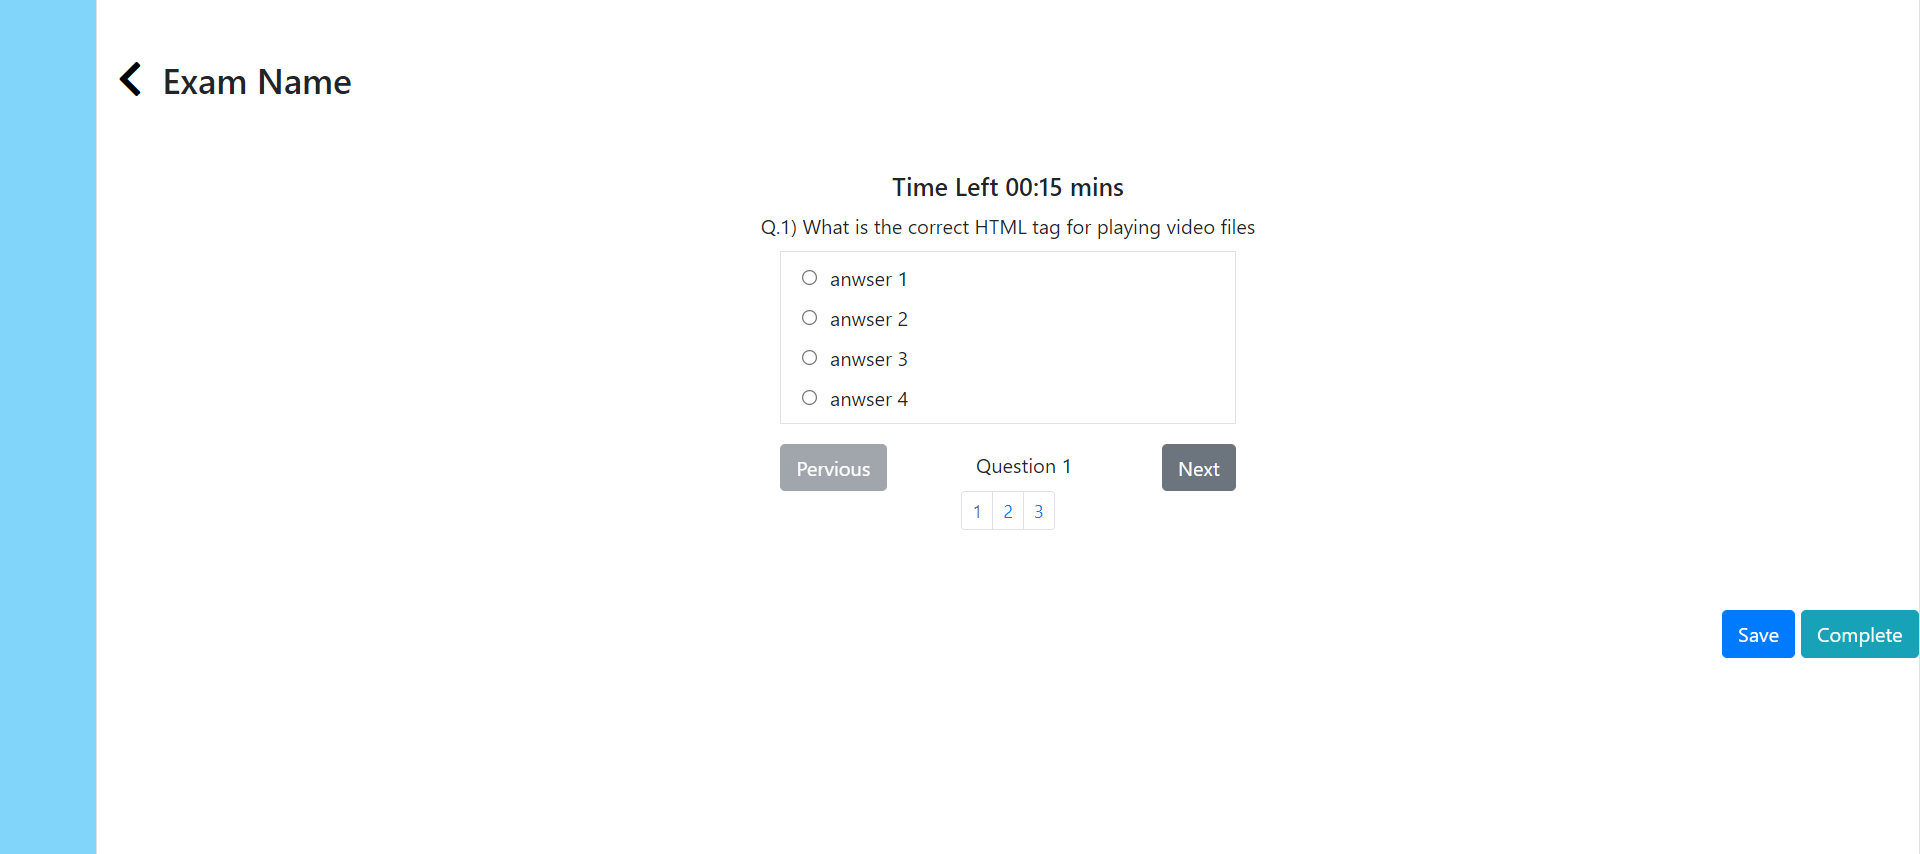 Exam Name
Time Left 00:15 mins
Q.1) What is the correct HTML tag for playing video files
anwser 1
anwser 2
anwser 3
anwser 4
Pervious Question 1 Next
1 2 3
Save Complete